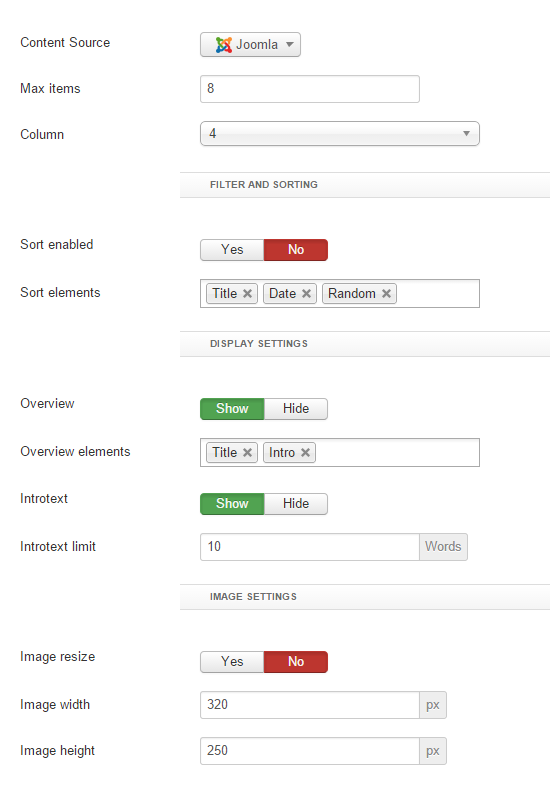 Content Source Joomla
Max items 8
Column 4
FILTER AND SORTING
Sort enabled Yes No
Sort elements Title Date Random
DISPLAY SETTINGS
Overview Show Hide
Overview elements Title Intro
Introtext Show Hide
Introtext limit 10 Words
IMAGE SETTINGS
Image resize Yes No
Image width 320 px
Image height 250 px